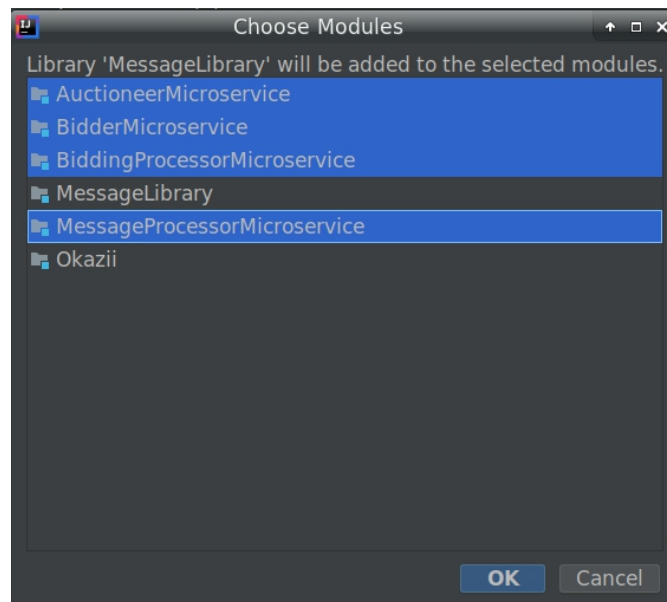 IJ
Choose Modules
Library 'MessageLibrary' will be added to the selected modules.
AuctioneerMicroservice
BidderMicroservice
BiddingProcessorMicroservice
MessageLibrary
MessageProcessorMicroservice
Okazii
OK
Cancel